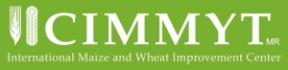 CIMMYT MR
International Maize and Wheat Improvement Center